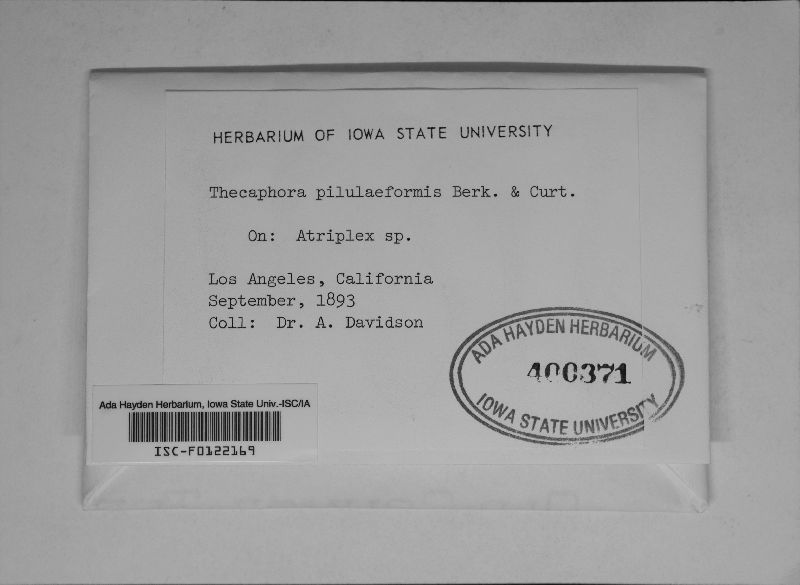 HERBARIUM OF IOWA STATE UNIVERSITY
Thecaphora pilulaeformis Berk. & Curt.
On: Atriplex sp.
Los Angeles, California
September, 1893
Coll: Dr. A. Davidson
ADA HAYDEN HERBARIUM
400371
IOWA STATE UNIVERSITY
Ada Hayden Herbarium, Iowa State Univ.-ISC/IA
ISC-F0122169